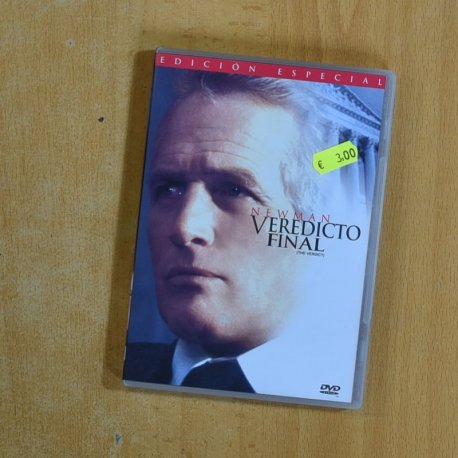 EDICIÓN ESPECIAL
€ 3,00
NEWMAN
VEREDICTO
FINAL
(THE VERDICT)
DVD